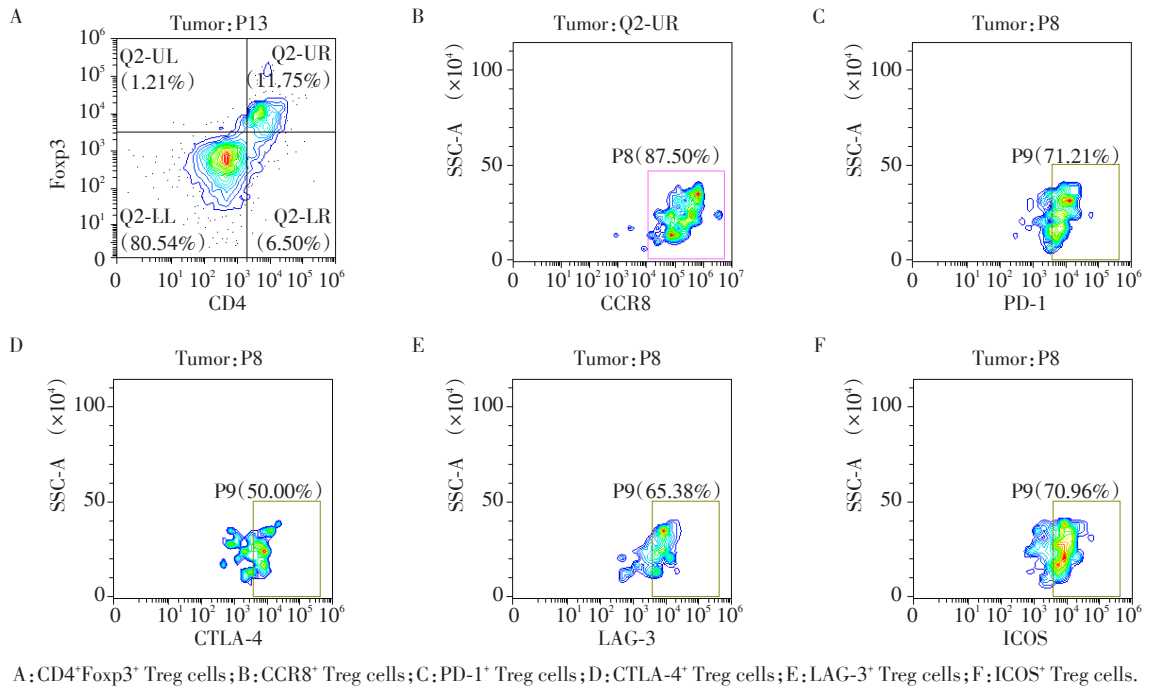 A
Tumor:P13
Foxp3
10⁶
10⁵
10⁴
10³
10²
10¹
0
Q2-UL
(1.21%)
Q2-UR
(11.75%)
Q2-LL
(80.54%)
Q2-LR
(6.50%)
0 10¹ 10² 10³ 10⁴ 10⁵ 10⁶
CD4
B
Tumor:Q2-UR
SSC-A (×10⁴)
100
50
0
P8(87.50%)
0 10¹ 10² 10³ 10⁴ 10⁵ 10⁶ 10⁷
CCR8
C
Tumor:P8
SSC-A (×10⁴)
100
50
0
P9(71.21%)
0 10¹ 10² 10³ 10⁴ 10⁵ 10⁶
PD-1
D
Tumor:P8
SSC-A (×10⁴)
100
50
0
P9(50.00%)
0 10¹ 10² 10³ 10⁴ 10⁵ 10⁶
CTLA-4
E
Tumor:P8
SSC-A (×10⁴)
100
50
0
P9(65.38%)
0 10¹ 10² 10³ 10⁴ 10⁵ 10⁶
LAG-3
F
Tumor:P8
SSC-A (×10⁴)
100
50
0
P9(70.96%)
0 10¹ 10² 10³ 10⁴ 10⁵ 10⁶
ICOS
A:CD4⁺Foxp3⁺ Treg cells;B:CCR8⁺ Treg cells;C:PD-1⁺ Treg cells;D:CTLA-4⁺ Treg cells;E:LAG-3⁺ Treg cells;F:ICOS⁺ Treg cells.